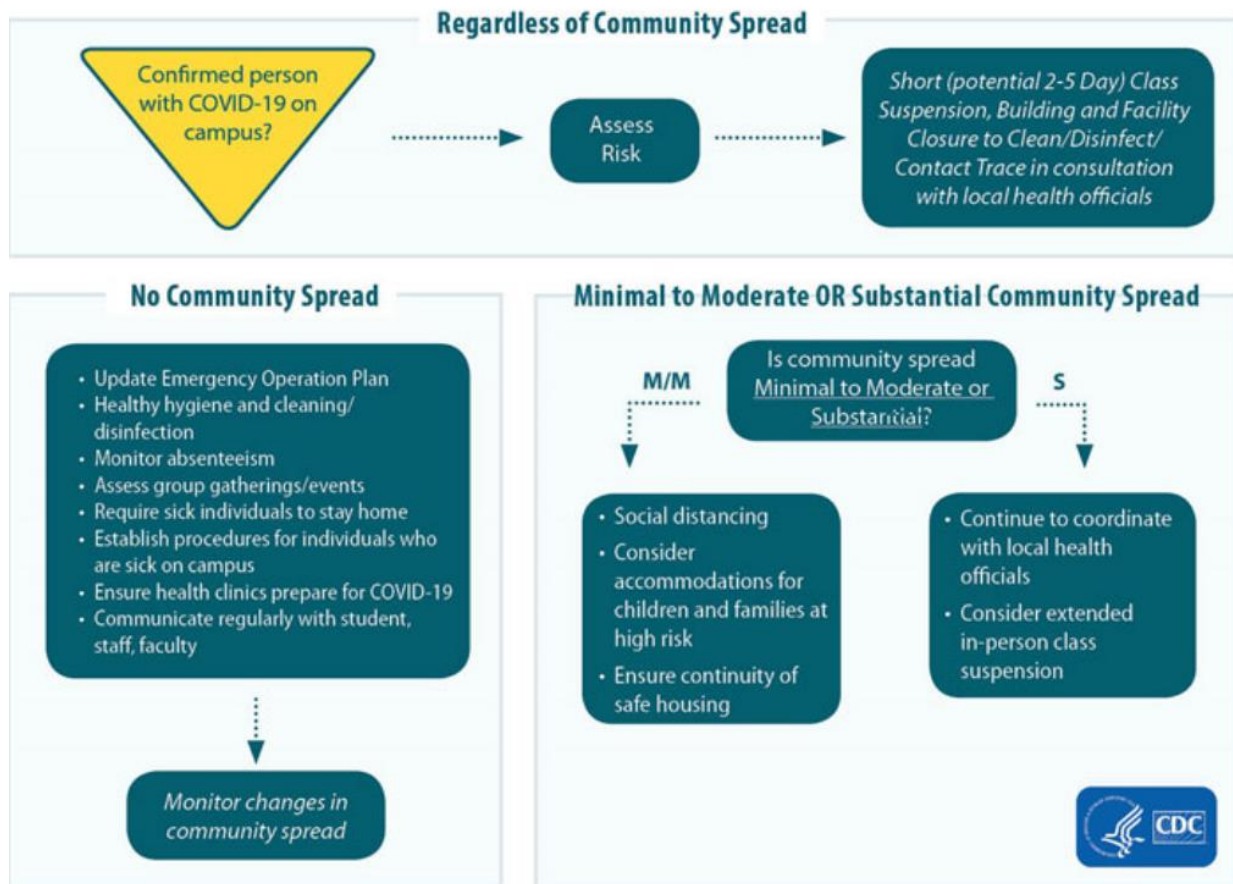 Regardless of Community Spread
Confirmed person
with COVID-19 on
campus?
Assess
Risk
Short (potential 2-5 Day) Class
Suspension, Building and Facility
Closure to Clean/Disinfect/
Contact Trace in consultation
with local health officials
No Community Spread
• Update Emergency Operation Plan
• Healthy hygiene and cleaning/
disinfection
• Monitor absenteeism
• Assess group gatherings/events
• Require sick individuals to stay home
• Establish procedures for individuals who
are sick on campus
• Ensure health clinics prepare for COVID-19
• Communicate regularly with student,
staff, faculty
Monitor changes in
community spread
Minimal to Moderate OR Substantial Community Spread
Is community spread
Minimal to Moderate or
Substantial?
M/M
S
• Social distancing
• Consider
accommodations for
children and families at
high risk
• Ensure continuity of
safe housing
• Continue to coordinate
with local health
officials
• Consider extended
in-person class
suspension
CDC